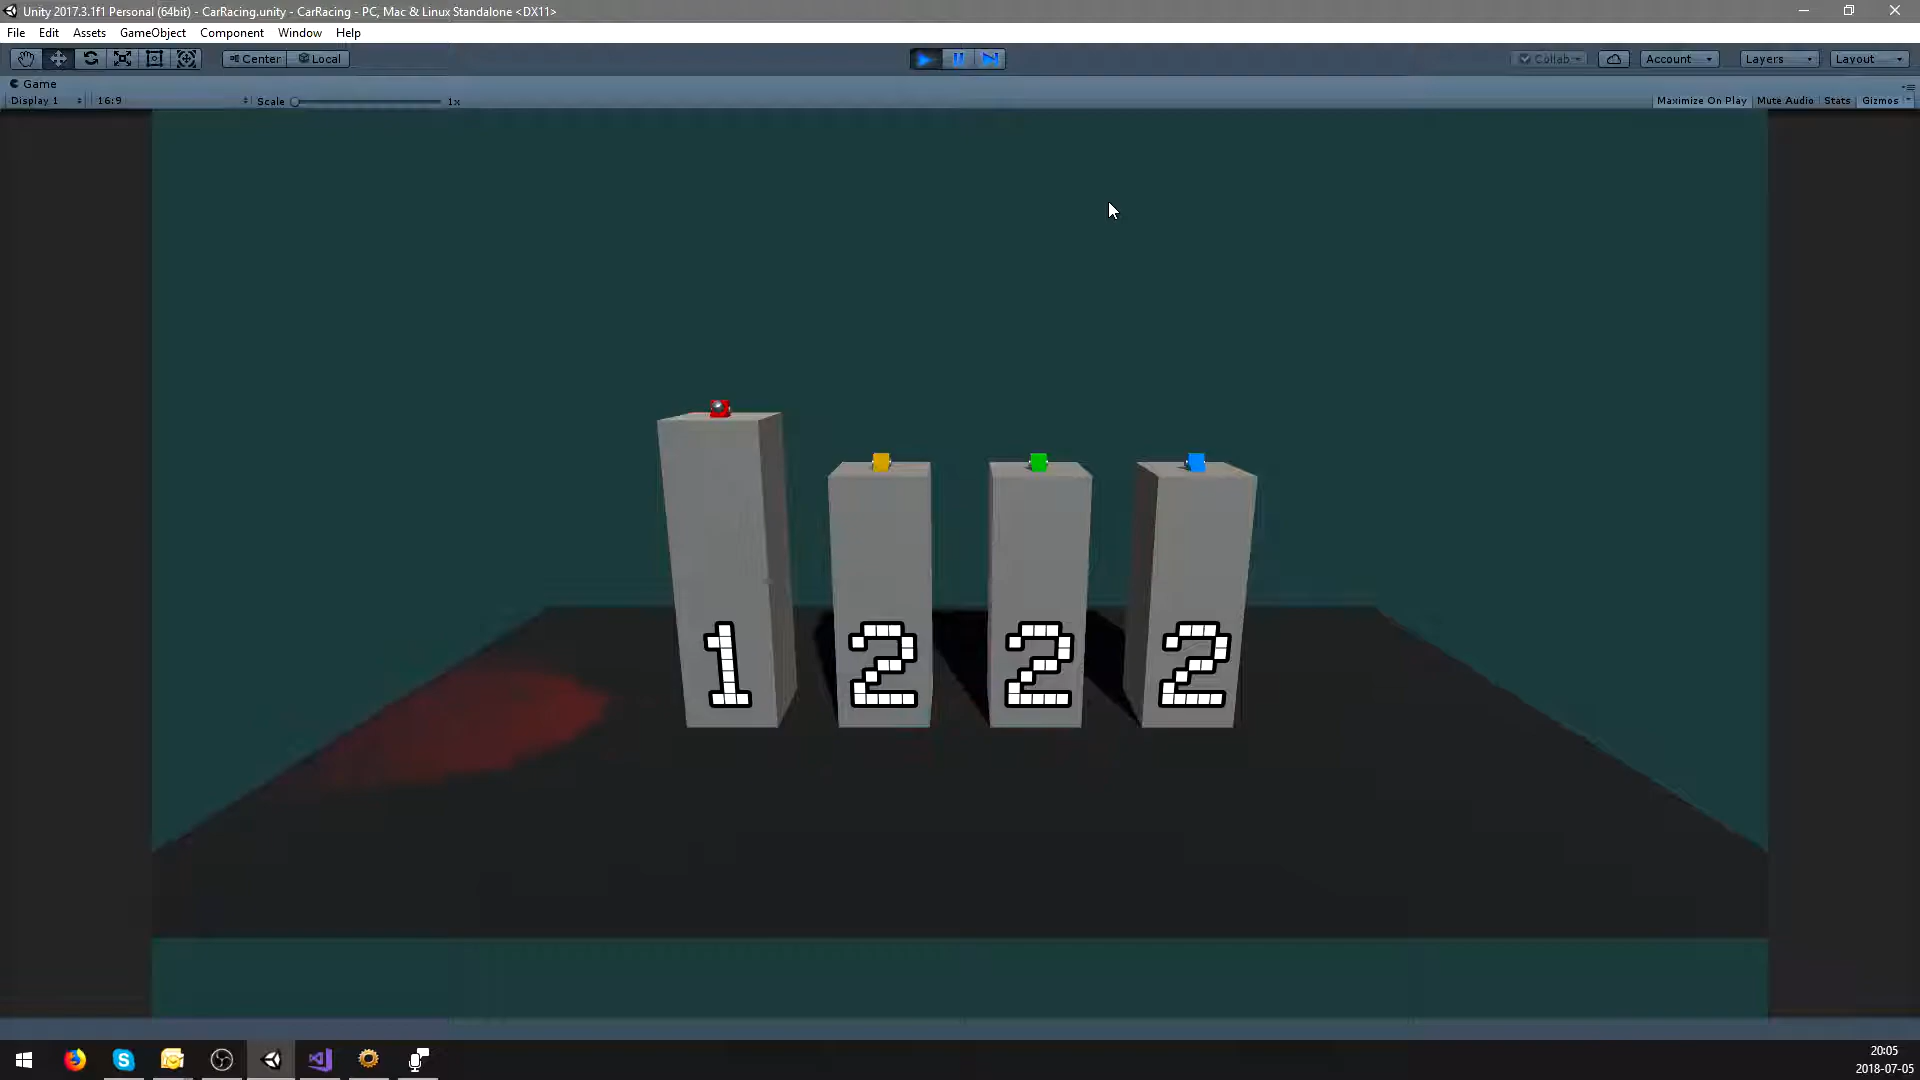 Unity 2017.3.1f1 Personal (64bit) - CarRacing.unity - CarRacing - PC, Mac & Linux Standalone <DX11>
File Edit Assets GameObject Component Window Help
Center Local Collab Account Layers Layout
Game
Display 1 16:9 Scale 1x Maximize On Play Mute Audio Stats Gizmos
1 2 2 2
20:05
2018-07-05